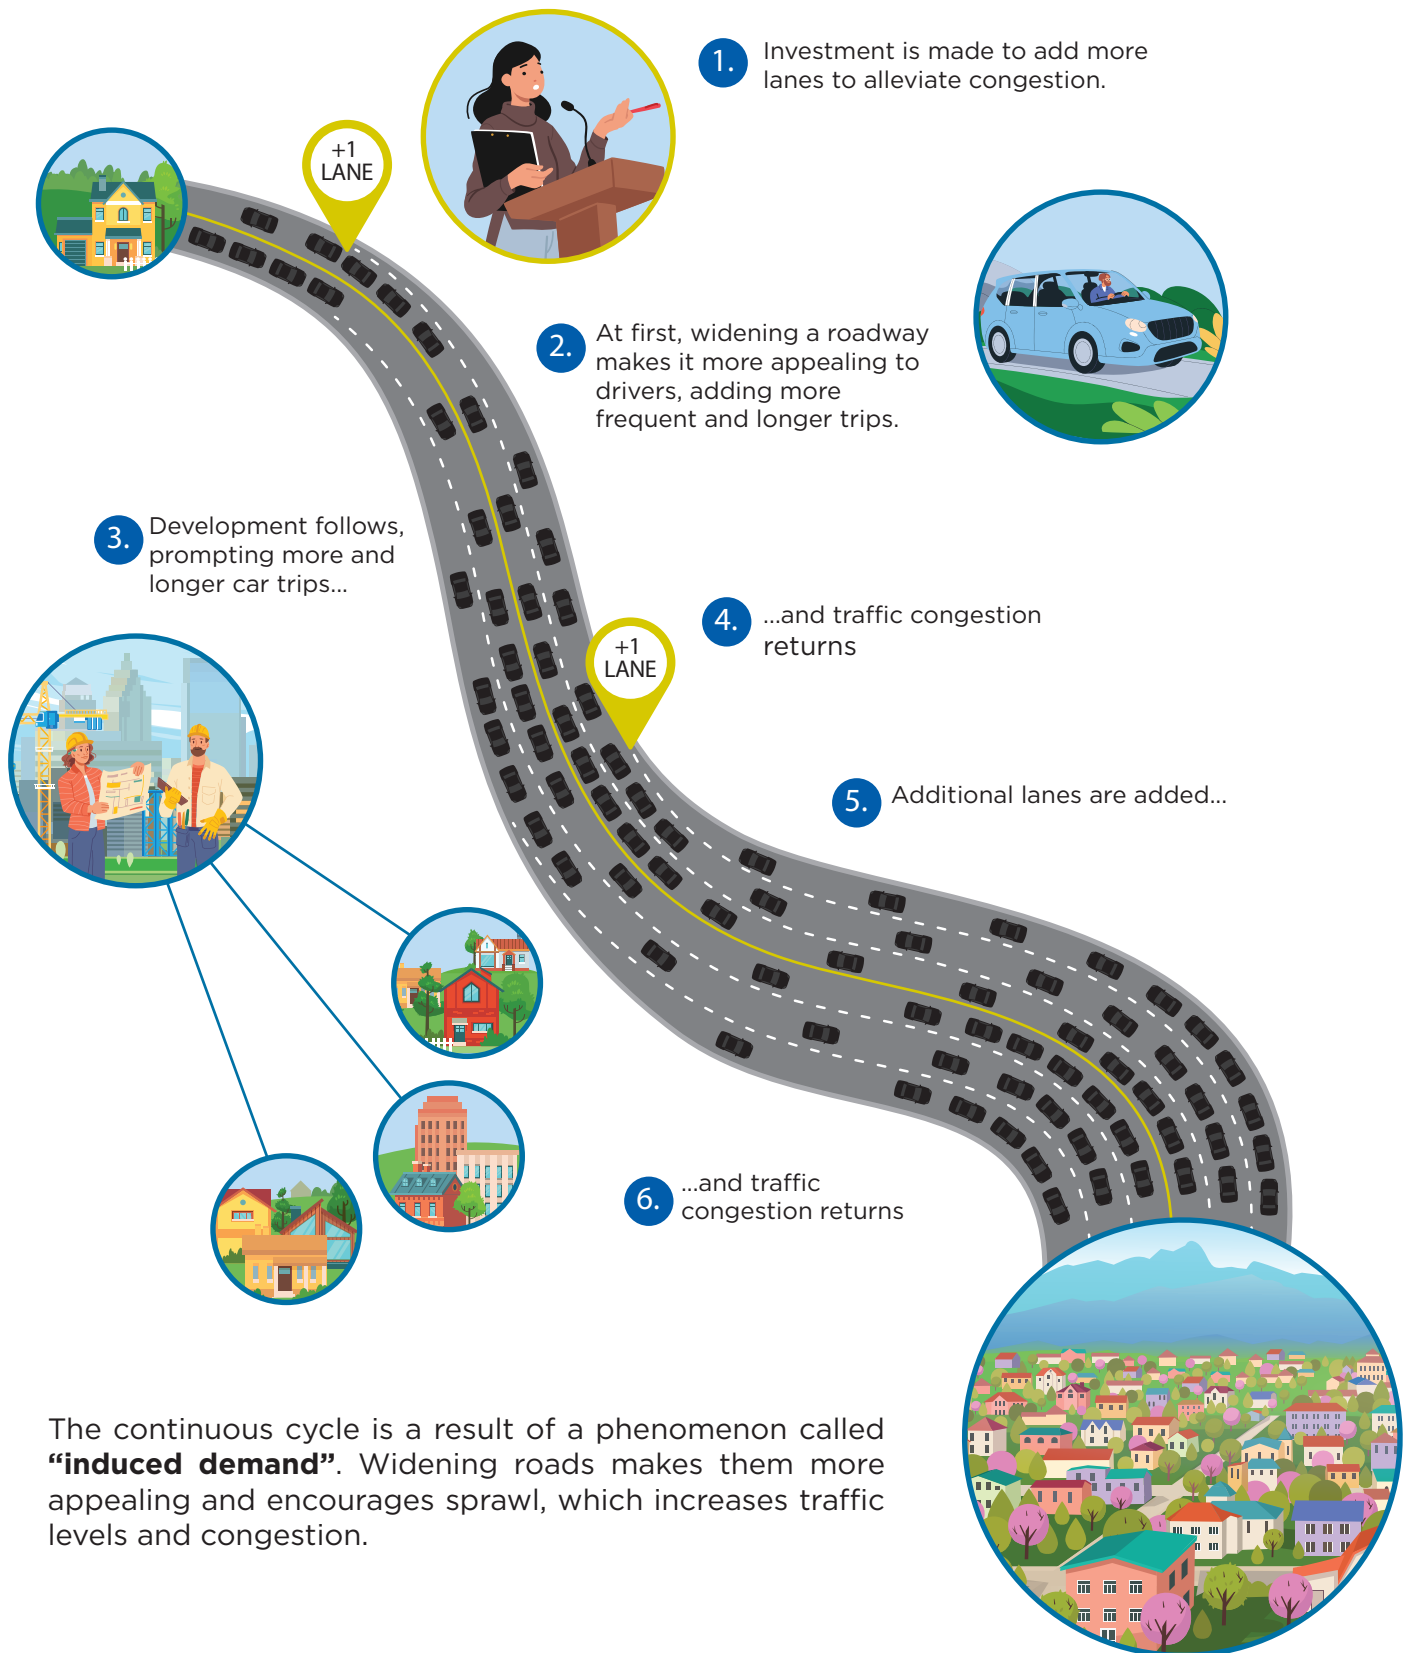 1.
Investment is made to add more
lanes to alleviate congestion.
+1
LANE
2.
At first, widening a roadway
makes it more appealing to
drivers, adding more
frequent and longer trips.
3.
Development follows,
prompting more and
longer car trips...
4.
...and traffic congestion
returns
+1
LANE
5.
Additional lanes are added...
6.
...and traffic
congestion returns
The continuous cycle is a result of a phenomenon called
“induced demand”. Widening roads makes them more
appealing and encourages sprawl, which increases traffic
levels and congestion.